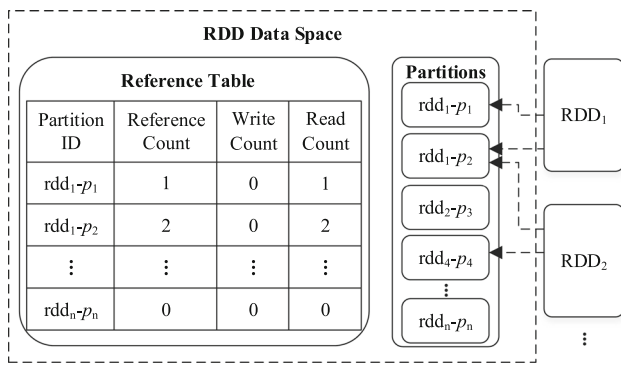 RDD Data Space
Reference Table
Partition ID Reference Count Write Count Read Count
rdd₁-p₁ 1 0 1
rdd₁-p₂ 2 0 2
⋮ ⋮ ⋮ ⋮
rddₙ-pₙ 0 0 0
Partitions
rdd₁-p₁
rdd₁-p₂
rdd₂-p₃
rdd₄-p₄
⋮
rddₙ-pₙ
RDD₁
RDD₂
⋮